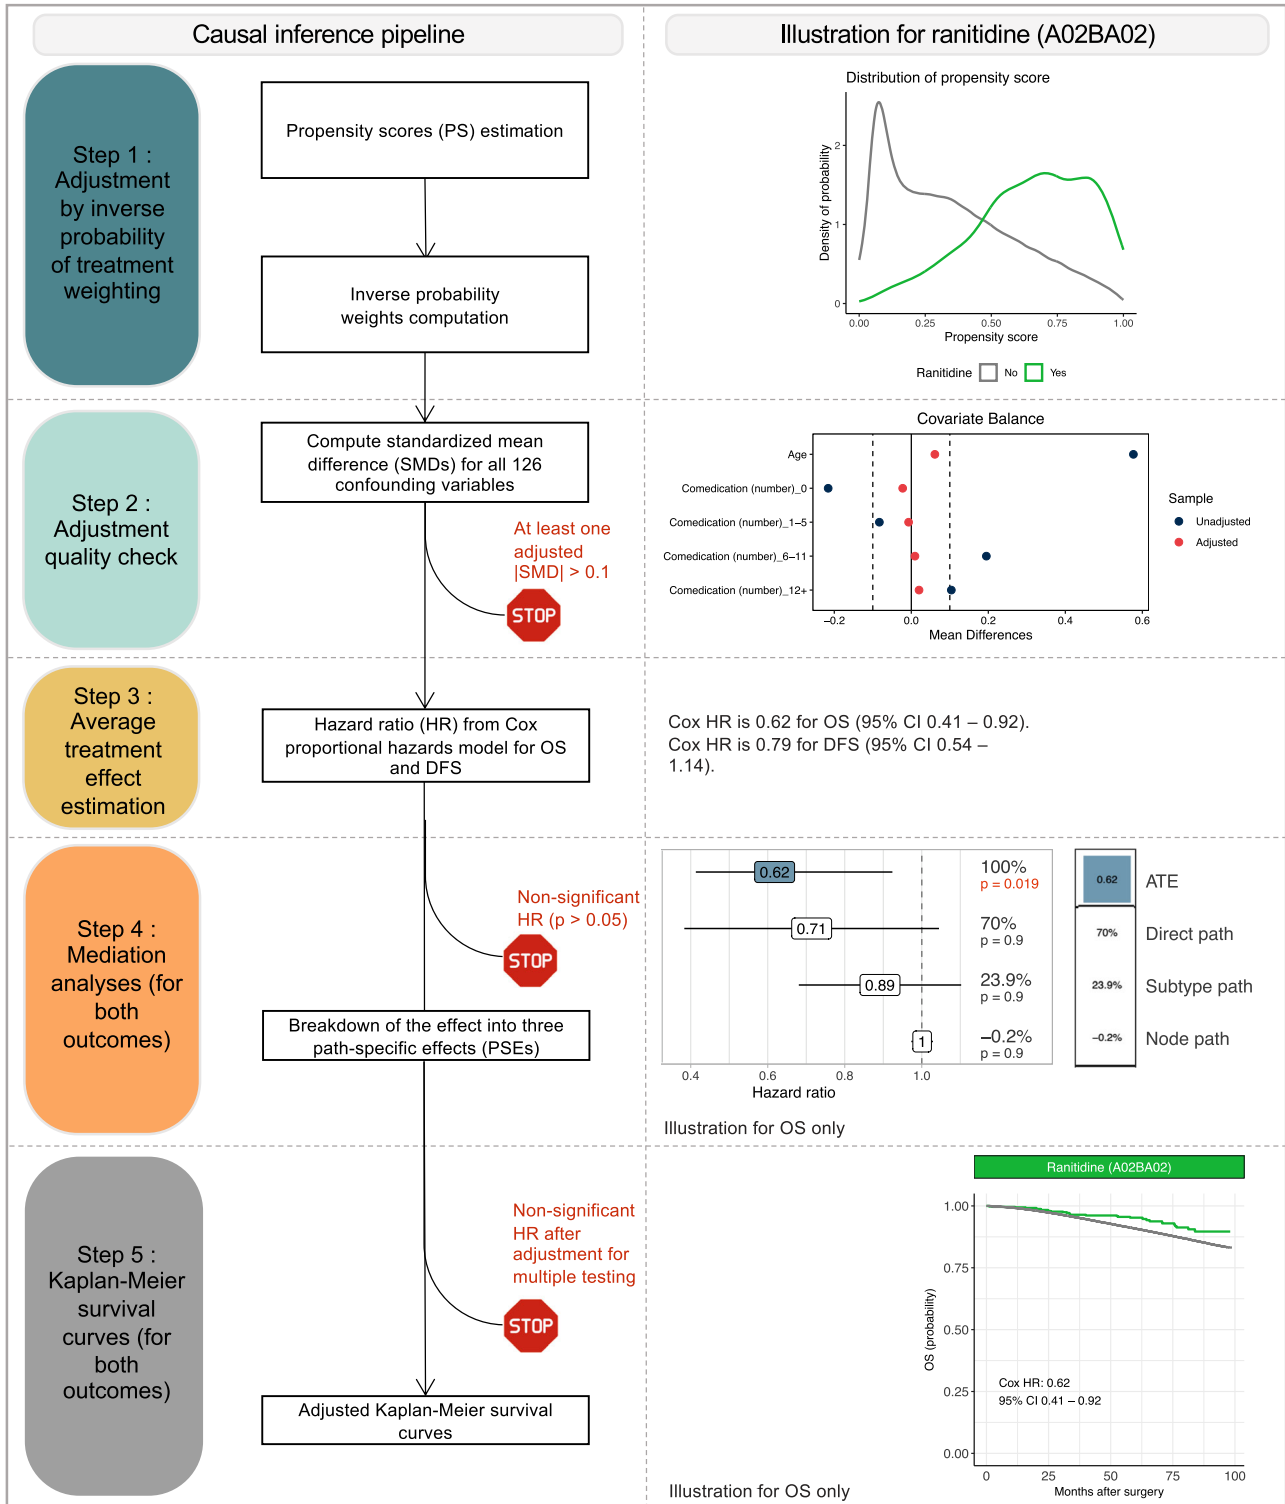 Causal inference pipeline
Illustration for ranitidine (A02BA02)
Step 1 :
Adjustment
by inverse
probability
of treatment
weighting
Propensity scores (PS) estimation
Inverse probability
weights computation
Distribution of propensity score
Density of probability
2
1
0
0.00
0.25
0.50
0.75
1.00
Propensity score
Ranitidine
No
Yes
Step 2 :
Adjustment
quality check
Compute standardized mean
difference (SMDs) for all 126
confounding variables
At least one
adjusted
|SMD| > 0.1
STOP
Covariate Balance
Age
Comedication (number)_0
Comedication (number)_1–5
Comedication (number)_6–11
Comedication (number)_12+
−0.2
0.0
0.2
0.4
0.6
Mean Differences
Sample
Unadjusted
Adjusted
Step 3 :
Average
treatment
effect
estimation
Hazard ratio (HR) from Cox
proportional hazards model for OS
and DFS
Cox HR is 0.62 for OS (95% CI 0.41 – 0.92).
Cox HR is 0.79 for DFS (95% CI 0.54 –
1.14).
Step 4 :
Mediation
analyses (for
both
outcomes)
Non-significant
HR (p > 0.05)
STOP
Breakdown of the effect into three
path-specific effects (PSEs)
0.62
100%
p = 0.019
0.71
70%
p = 0.9
0.89
23.9%
p = 0.9
1
−0.2%
p = 0.9
0.4
0.6
0.8
1.0
Hazard ratio
0.62
ATE
70%
Direct path
23.9%
Subtype path
−0.2%
Node path
Illustration for OS only
Step 5 :
Kaplan-Meier
survival
curves (for
both
outcomes)
Non-significant
HR after
adjustment for
multiple testing
STOP
Adjusted Kaplan-Meier survival
curves
Ranitidine (A02BA02)
OS (probability)
1.00
0.75
0.50
0.25
0.00
Cox HR: 0.62
95% CI 0.41 – 0.92
0
25
50
75
100
Months after surgery
Illustration for OS only